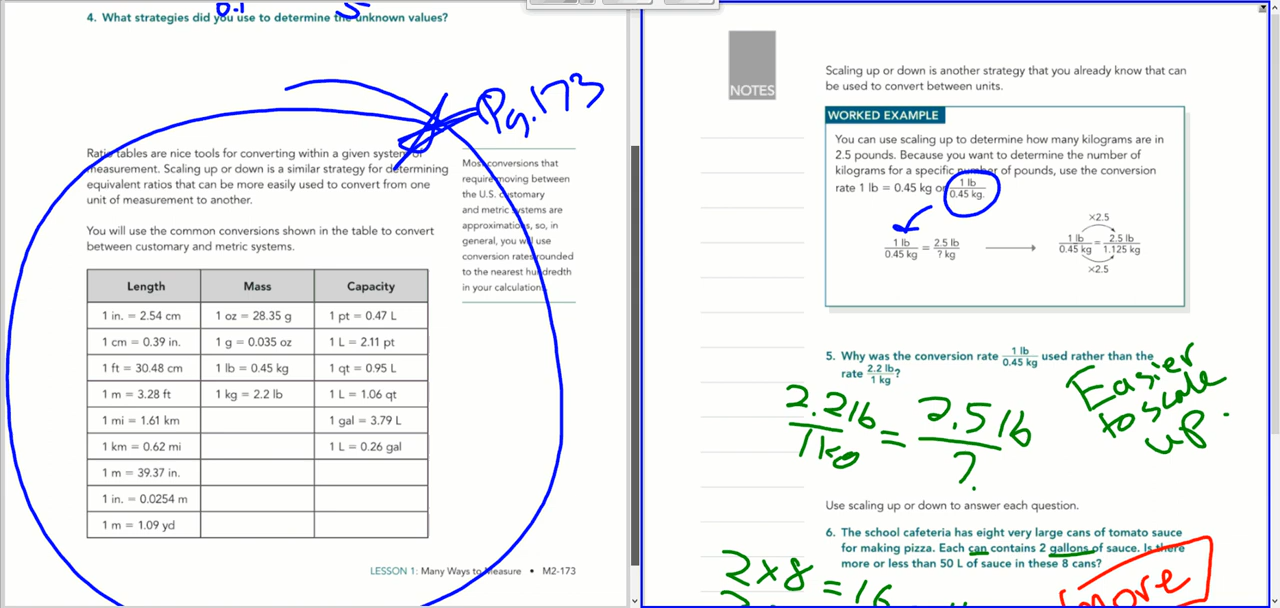 0.1
4. What strategies did you use to determine the unknown values?
Pg. 173
Ratio tables are nice tools for converting within a given system of
measurement. Scaling up or down is a similar strategy for determining
equivalent ratios that can be more easily used to convert from one
unit of measurement to another.
You will use the common conversions shown in the table to convert
between customary and metric systems.
Most conversions that
require moving between
the U.S. customary
and metric systems are
approximations, so, in
general, you will use
conversion rates rounded
to the nearest hundredth
in your calculations.
Length Mass Capacity
1 in. = 2.54 cm 1 oz = 28.35 g 1 pt = 0.47 L
1 cm = 0.39 in. 1 g = 0.035 oz 1 L = 2.11 pt
1 ft = 30.48 cm 1 lb = 0.45 kg 1 qt = 0.95 L
1 m = 3.28 ft 1 kg = 2.2 lb 1 L = 1.06 qt
1 mi = 1.61 km 1 gal = 3.79 L
1 km = 0.62 mi 1 L = 0.26 gal
1 m = 39.37 in.
1 in. = 0.0254 m
1 m = 1.09 yd
LESSON 1: Many Ways to Measure • M2-173
NOTES
Scaling up or down is another strategy that you already know that can
be used to convert between units.
WORKED EXAMPLE
You can use scaling up to determine how many kilograms are in
2.5 pounds. Because you want to determine the number of
kilograms for a specific number of pounds, use the conversion
rate 1 lb = 0.45 kg or 1 lb / 0.45 kg.
1 lb / 0.45 kg = 2.5 lb / ? kg
×2.5
1 lb / 0.45 kg = 2.5 lb / 1.125 kg
×2.5
5. Why was the conversion rate 1 lb / 0.45 kg used rather than the
rate 2.2 lb / 1 kg?
2.2 lb / 1 kg = 2.5 lb / ?
Easier
to scale
up.
Use scaling up or down to answer each question.
6. The school cafeteria has eight very large cans of tomato sauce
for making pizza. Each can contains 2 gallons of sauce. Is there
more or less than 50 L of sauce in these 8 cans?
2 × 8 = 16
more